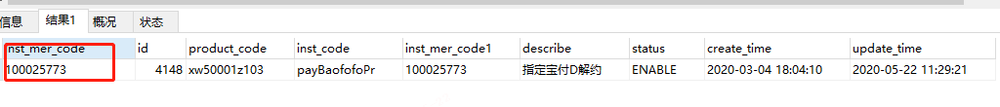 信息 结果1 概况 状态
inst_mer_code id product_code inst_code inst_mer_code1 describe status create_time update_time
100025773 4148 xw50001z103 payBaofofoPr 100025773 指定宝付D解约 ENABLE 2020-03-04 18:04:10 2020-05-22 11:29:21